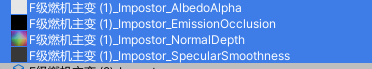 F级燃机主变 (1)_Impostor_AlbedoAlpha
F级燃机主变 (1)_Impostor_EmissionOcclusion
F级燃机主变 (1)_Impostor_NormalDepth
F级燃机主变 (1)_Impostor_SpecularSmoothness